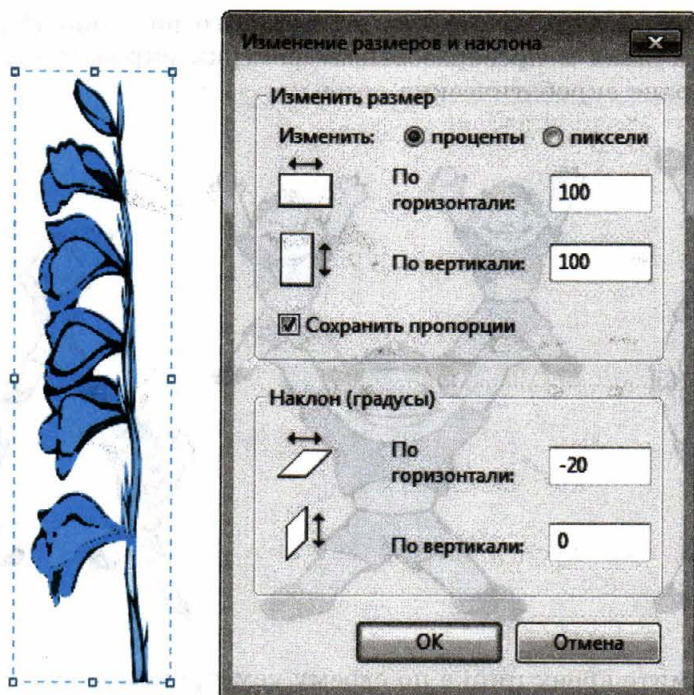 Изменение размеров и наклона
Изменить размер
Изменить: проценты пиксели
По
горизонтали: 100
По вертикали: 100
Сохранить пропорции
Наклон (градусы)
По
горизонтали: -20
По вертикали: 0
ОК Отмена